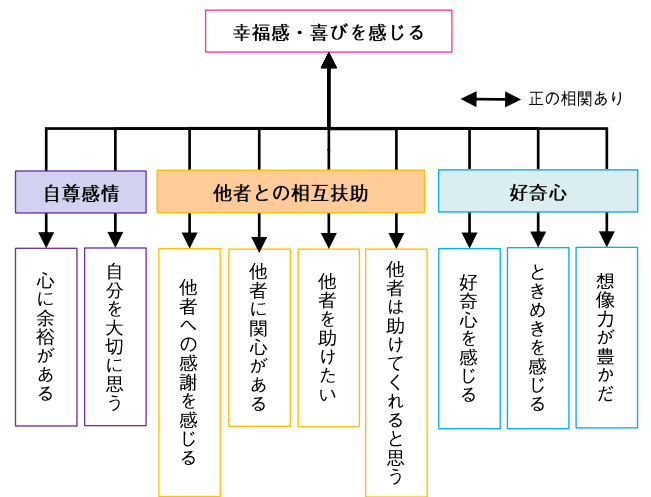 幸福感・喜びを感じる
正の相関あり
自尊感情
他者との相互扶助
好奇心
心に余裕がある
自分を大切に思う
他者への感謝を感じる
他者に関心がある
他者を助けたい
他者は助けてくれると思う
好奇心を感じる
ときめきを感じる
想像力が豊かだ